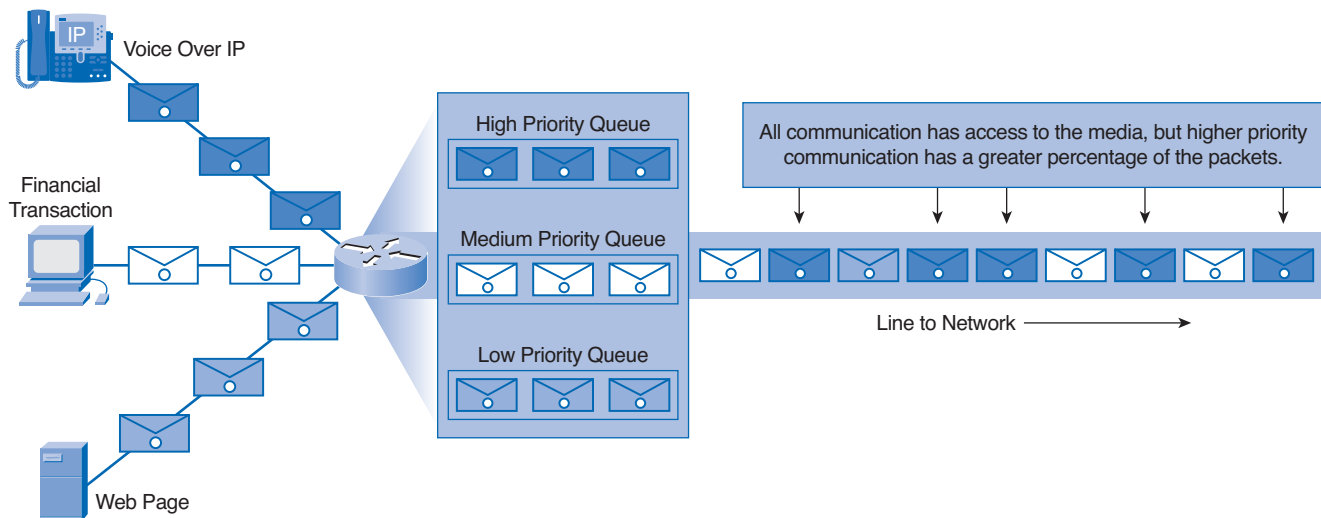 IP
Voice Over IP
Financial
Transaction
Web Page
High Priority Queue
Medium Priority Queue
Low Priority Queue
All communication has access to the media, but higher priority
communication has a greater percentage of the packets.
Line to Network